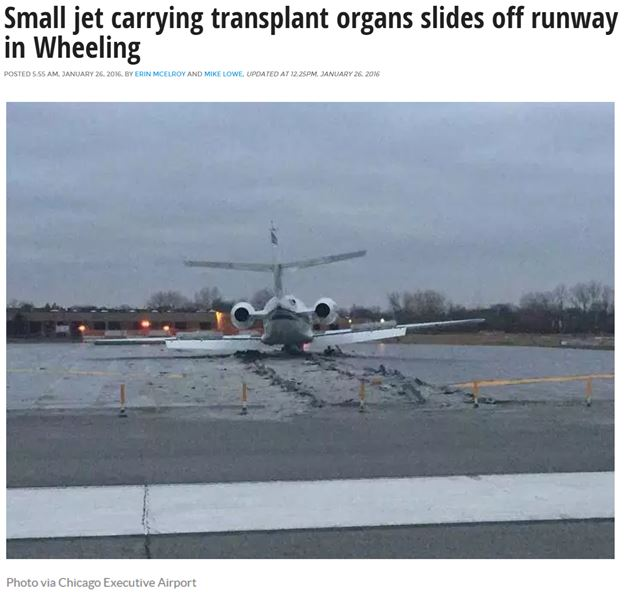 Small jet carrying transplant organs slides off runway
in Wheeling
POSTED 5:55 AM, JANUARY 26, 2016, BY ERIN MCELROY AND MIKE LOWE, UPDATED AT 12:25PM, JANUARY 26, 2016
Photo via Chicago Executive Airport